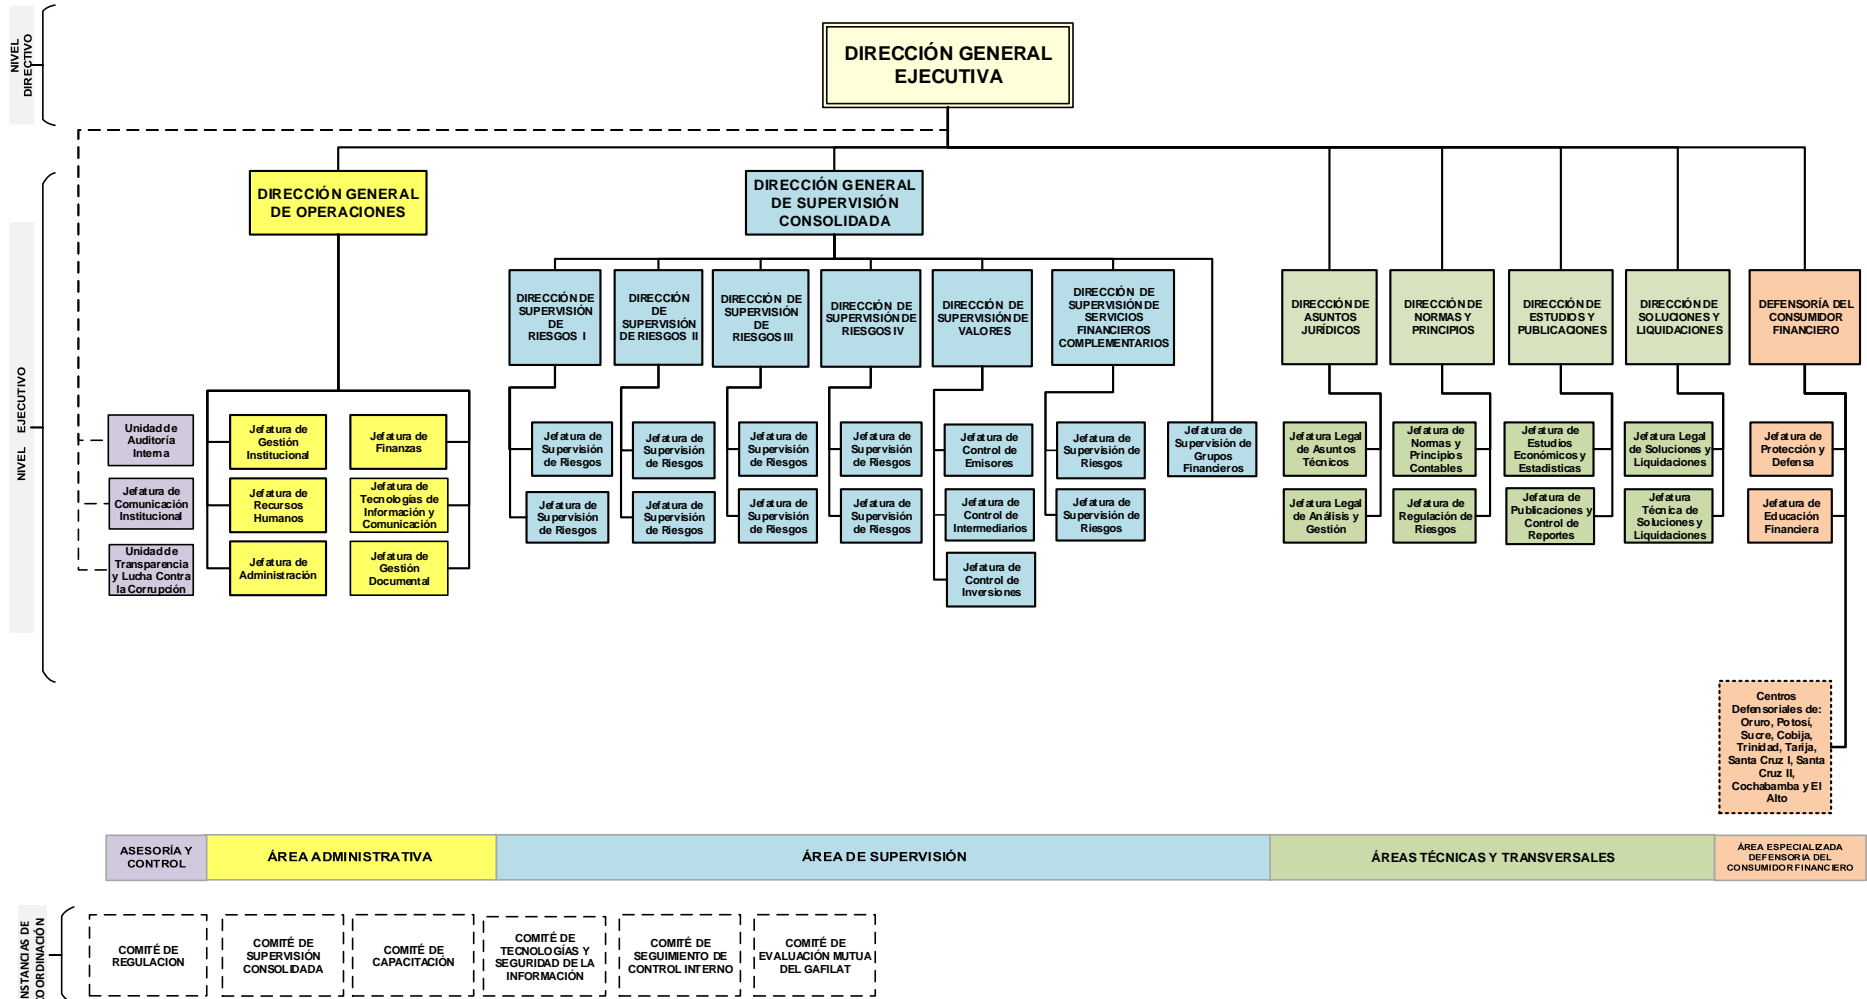 NIVEL
DIRECTIVO
DIRECCIÓN GENERAL
EJECUTIVA
NIVEL EJECUTIVO
DIRECCIÓN GENERAL
DE OPERACIONES
DIRECCIÓN GENERAL
DE SUPERVISIÓN
CONSOLIDADA
DIRECCIÓN DE
SUPERVISIÓN
DE
RIESGOS I
DIRECCIÓN
DE
SUPERVISIÓN
DE RIESGOS II
DIRECCIÓN DE
SUPERVISIÓN
DE
RIESGOS III
DIRECCIÓN DE
SUPERVISIÓN DE
RIESGOS IV
DIRECCIÓN DE
SUPERVISIÓN DE
VALORES
DIRECCIÓN DE
SUPERVISIÓN DE
SERVICIOS
FINANCIEROS
COMPLEMENTARIOS
DIRECCIÓN DE
ASUNTOS
JURÍDICOS
DIRECCIÓN DE
NORMAS Y
PRINCIPIOS
DIRECCIÓN DE
ESTUDIOS Y
PUBLICACIONES
DIRECCIÓN DE
SOLUCIONES Y
LIQUIDACIONES
DEFENSORÍA DEL
CONSUMIDOR
FINANCIERO
Unidad de
Auditoría
Interna
Jefatura de
Gestión
Institucional
Jefatura de
Finanzas
Jefatura de
Supervisión
de Riesgos
Jefatura de
Supervisión
de Riesgos
Jefatura de
Supervisión
de Riesgos
Jefatura de
Supervisión
de Riesgos
Jefatura de
Control de
Emisores
Jefatura de
Supervisión de
Riesgos
Jefatura de
Supervisión de
Grupos
Financieros
Jefatura Legal
de Asuntos
Técnicos
Jefatura de
Normas y
Principios
Contables
Jefatura de
Estudios
Económicos y
Estadisticas
Jefatura Legal
de Soluciones y
Liquidaciones
Jefatura de
Protección y
Defensa
Jefatura de
Comunicación
Institucional
Jefatura de
Recursos
Humanos
Jefatura de
Tecnologías de
Información y
Comunicación
Jefatura de
Supervisión
de Riesgos
Jefatura de
Supervisión
de Riesgos
Jefatura de
Supervisión
de Riesgos
Jefatura de
Supervisión
de Riesgos
Jefatura de
Control de
Intermediarios
Jefatura de
Supervisión de
Riesgos
Jefatura Legal
de Análisis y
Gestión
Jefatura de
Regulación de
Riesgos
Jefatura de
Publicaciones y
Control de
Reportes
Jefatura
Técnica de
Soluciones y
Liquidaciones
Jefatura de
Educación
Financiera
Unidad de
Transparencia
y Lucha Contra
la Corrupción
Jefatura de
Administración
Jefatura de
Gestión
Documental
Jefatura de
Control de
Inversiones
Centros
Defensoriales de:
Oruro, Potosí,
Sucre, Cobija,
Trinidad, Tarija,
Santa Cruz I, Santa
Cruz II,
Cochabamba y El
Alto
ASESORÍA Y
CONTROL
ÁREA ADMINISTRATIVA
ÁREA DE SUPERVISIÓN
ÁREAS TÉCNICAS Y TRANSVERSALES
ÁREA ESPECIALIZADA
DEFENSORIA DEL
CONSUMIDOR FINANCIERO
INSTANCIAS DE
COORDINACIÓN
COMITÉ DE
REGULACION
COMITÉ DE
SUPERVISIÓN
CONSOLIDADA
COMITÉ DE
CAPACITACIÓN
COMITÉ DE
TECNOLOGÍAS Y
SEGURIDAD DE LA
INFORMACIÓN
COMITÉ DE
SEGUIMIENTO DE
CONTROL INTERNO
COMITÉ DE
EVALUACIÓN MUTUA
DEL GAFILAT